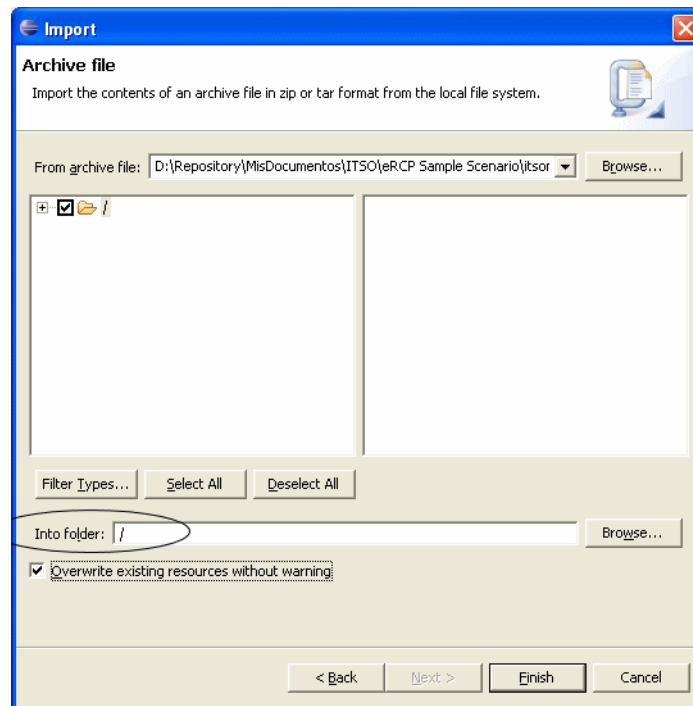 Import
Archive file
Import the contents of an archive file in zip or tar format from the local file system.
From archive file: D:\Repository\MisDocumentos\ITSO\eRCP Sample Scenario\itsor Browse...
/
Filter Types... Select All Deselect All
Into folder: / Browse...
Overwrite existing resources without warning
< Back Next > Finish Cancel